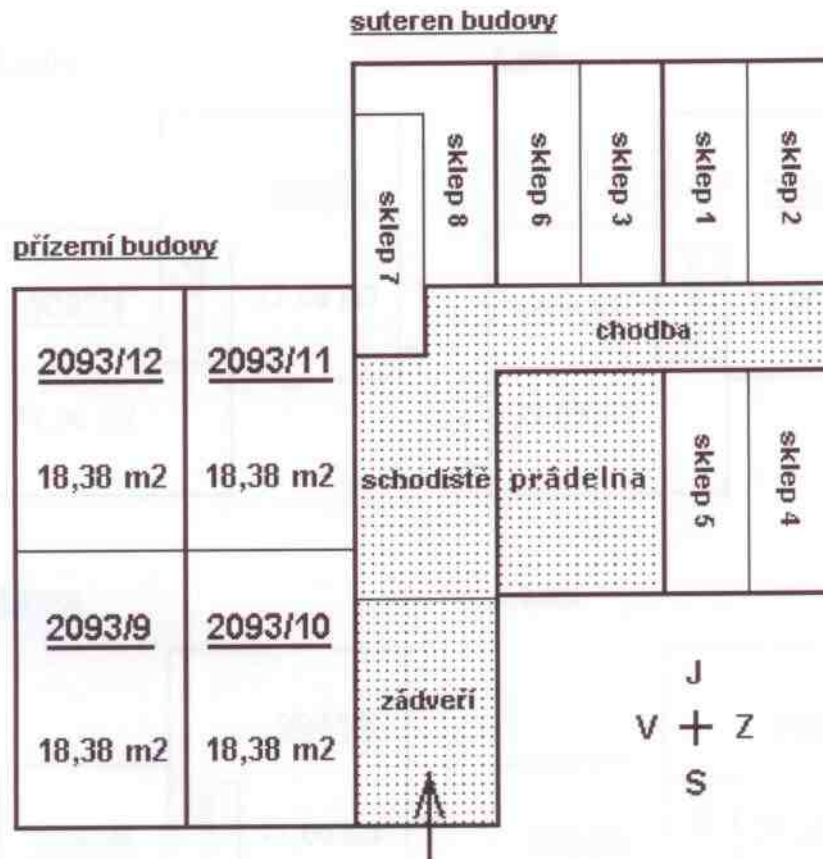 suteren budovy
sklep 7
sklep 8
sklep 6
sklep 3
sklep 1
sklep 2
přízemí budovy
chodba
2093/12
2093/11
18,38 m2
18,38 m2
schodiště
prádelna
sklep 5
sklep 4
2093/9
2093/10
zádveří
18,38 m2
18,38 m2
J
V
Z
S